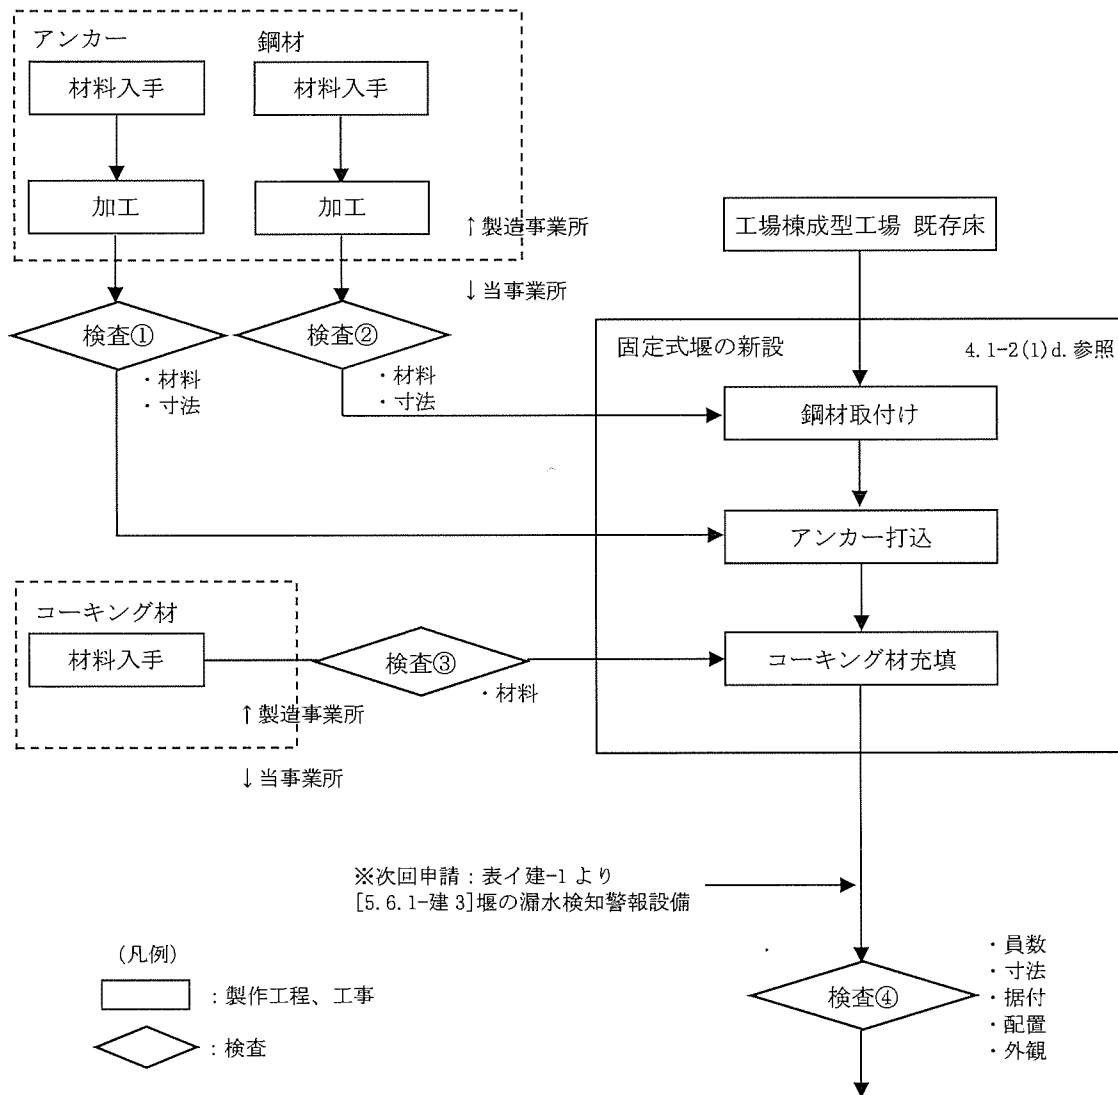 アンカー
鋼材
材料入手
材料入手
加工
加工
↑製造事業所
↓当事業所
工場棟成型工場 既存床
検査①
・材料
・寸法
検査②
・材料
・寸法
固定式堰の新設
4.1-2(1)d.参照
鋼材取付け
アンカー打込
コーキング材
材料入手
検査③
・材料
コーキング材充填
↑製造事業所
↓当事業所
※次回申請：表イ建-1 より
[5.6.1-建 3]堰の漏水検知警報設備
検査④
・員数
・寸法
・据付
・配置
・外観
(凡例)
：製作工程、工事
：検査